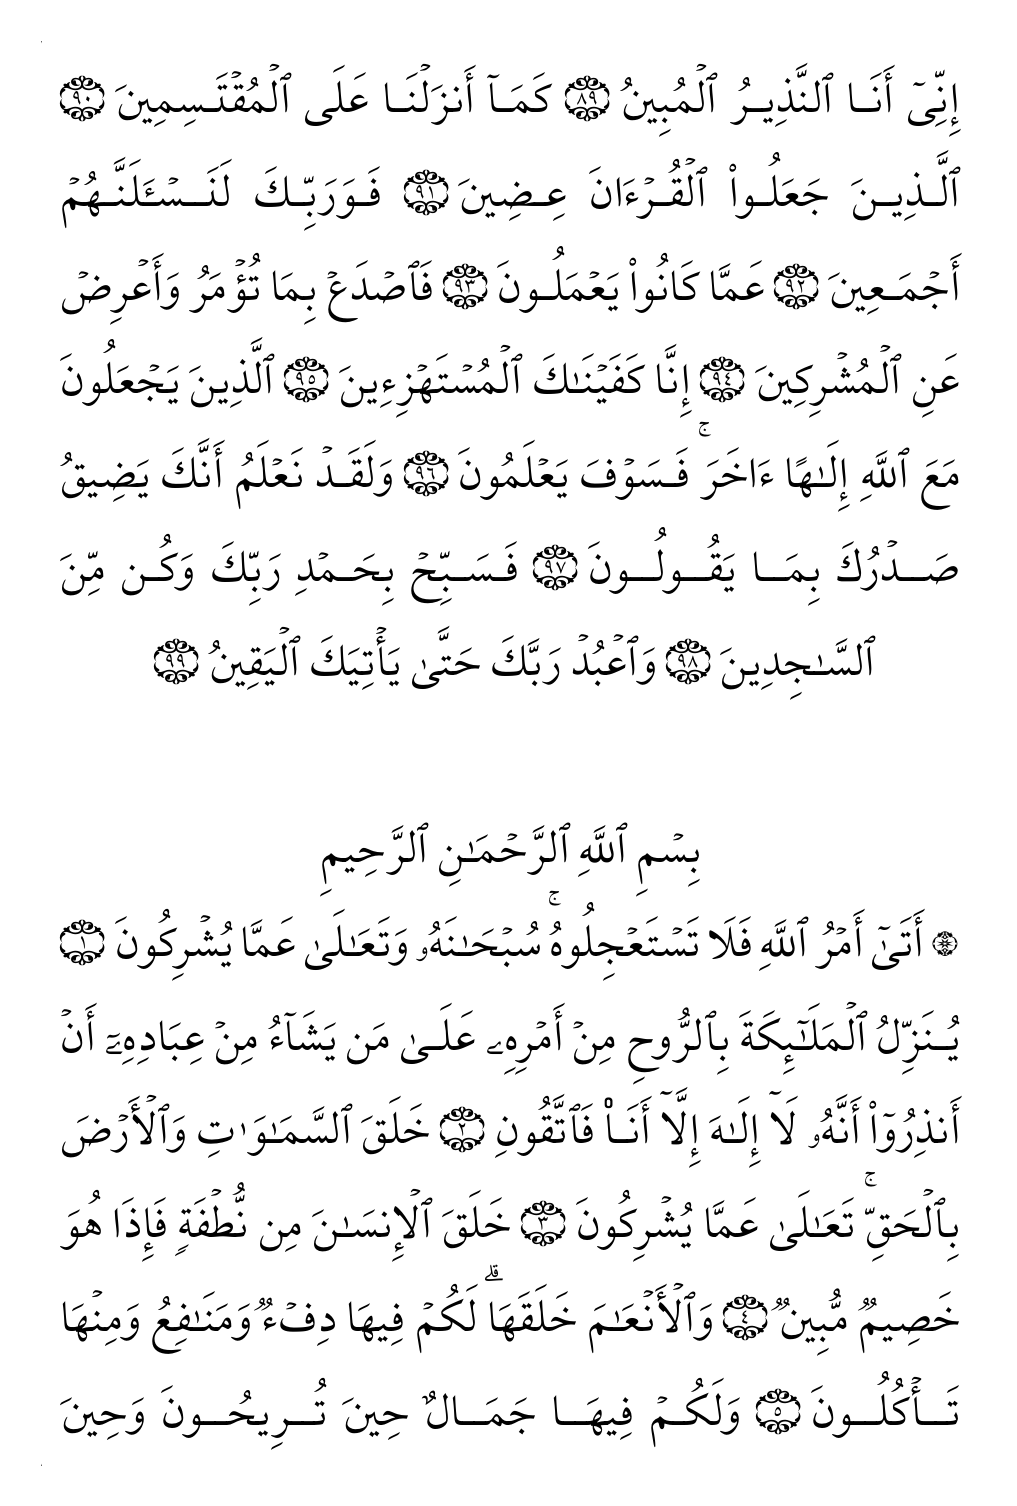 إِنِّىٓ أَنَا ٱلنَّذِيرُ ٱلْمُبِينُ ٨٩ كَمَآ أَنزَلْنَا عَلَى ٱلْمُقْتَسِمِينَ ٩٠
ٱلَّذِينَ جَعَلُوا۟ ٱلْقُرْءَانَ عِضِينَ ٩١ فَوَرَبِّكَ لَنَسْـَٔلَنَّهُمْ
أَجْمَعِينَ ٩٢ عَمَّا كَانُوا۟ يَعْمَلُونَ ٩٣ فَٱصْدَعْ بِمَا تُؤْمَرُ وَأَعْرِضْ
عَنِ ٱلْمُشْرِكِينَ ٩٤ إِنَّا كَفَيْنَـٰكَ ٱلْمُسْتَهْزِءِينَ ٩٥ ٱلَّذِينَ يَجْعَلُونَ
مَعَ ٱللَّهِ إِلَـٰهًا ءَاخَرَ ۚ فَسَوْفَ يَعْلَمُونَ ٩٦ وَلَقَدْ نَعْلَمُ أَنَّكَ يَضِيقُ
صَدْرُكَ بِمَا يَقُولُونَ ٩٧ فَسَبِّحْ بِحَمْدِ رَبِّكَ وَكُن مِّنَ
ٱلسَّـٰجِدِينَ ٩٨ وَٱعْبُدْ رَبَّكَ حَتَّىٰ يَأْتِيَكَ ٱلْيَقِينُ ٩٩
بِسْمِ ٱللَّهِ ٱلرَّحْمَـٰنِ ٱلرَّحِيمِ
۞ أَتَىٰٓ أَمْرُ ٱللَّهِ فَلَا تَسْتَعْجِلُوهُ ۚ سُبْحَـٰنَهُۥ وَتَعَـٰلَىٰ عَمَّا يُشْرِكُونَ ١
يُنَزِّلُ ٱلْمَلَـٰٓئِكَةَ بِٱلرُّوحِ مِنْ أَمْرِهِۦ عَلَىٰ مَن يَشَآءُ مِنْ عِبَادِهِۦٓ أَنْ
أَنذِرُوٓا۟ أَنَّهُۥ لَآ إِلَـٰهَ إِلَّآ أَنَا۠ فَٱتَّقُونِ ٢ خَلَقَ ٱلسَّمَـٰوَٰتِ وَٱلْأَرْضَ
بِٱلْحَقِّ ۚ تَعَـٰلَىٰ عَمَّا يُشْرِكُونَ ٣ خَلَقَ ٱلْإِنسَـٰنَ مِن نُّطْفَةٍ فَإِذَا هُوَ
خَصِيمٌ مُّبِينٌ ٤ وَٱلْأَنْعَـٰمَ خَلَقَهَا ۗ لَكُمْ فِيهَا دِفْءٌ وَمَنَـٰفِعُ وَمِنْهَا
تَأْكُلُونَ ٥ وَلَكُمْ فِيهَا جَمَالٌ حِينَ تُرِيحُونَ وَحِينَ